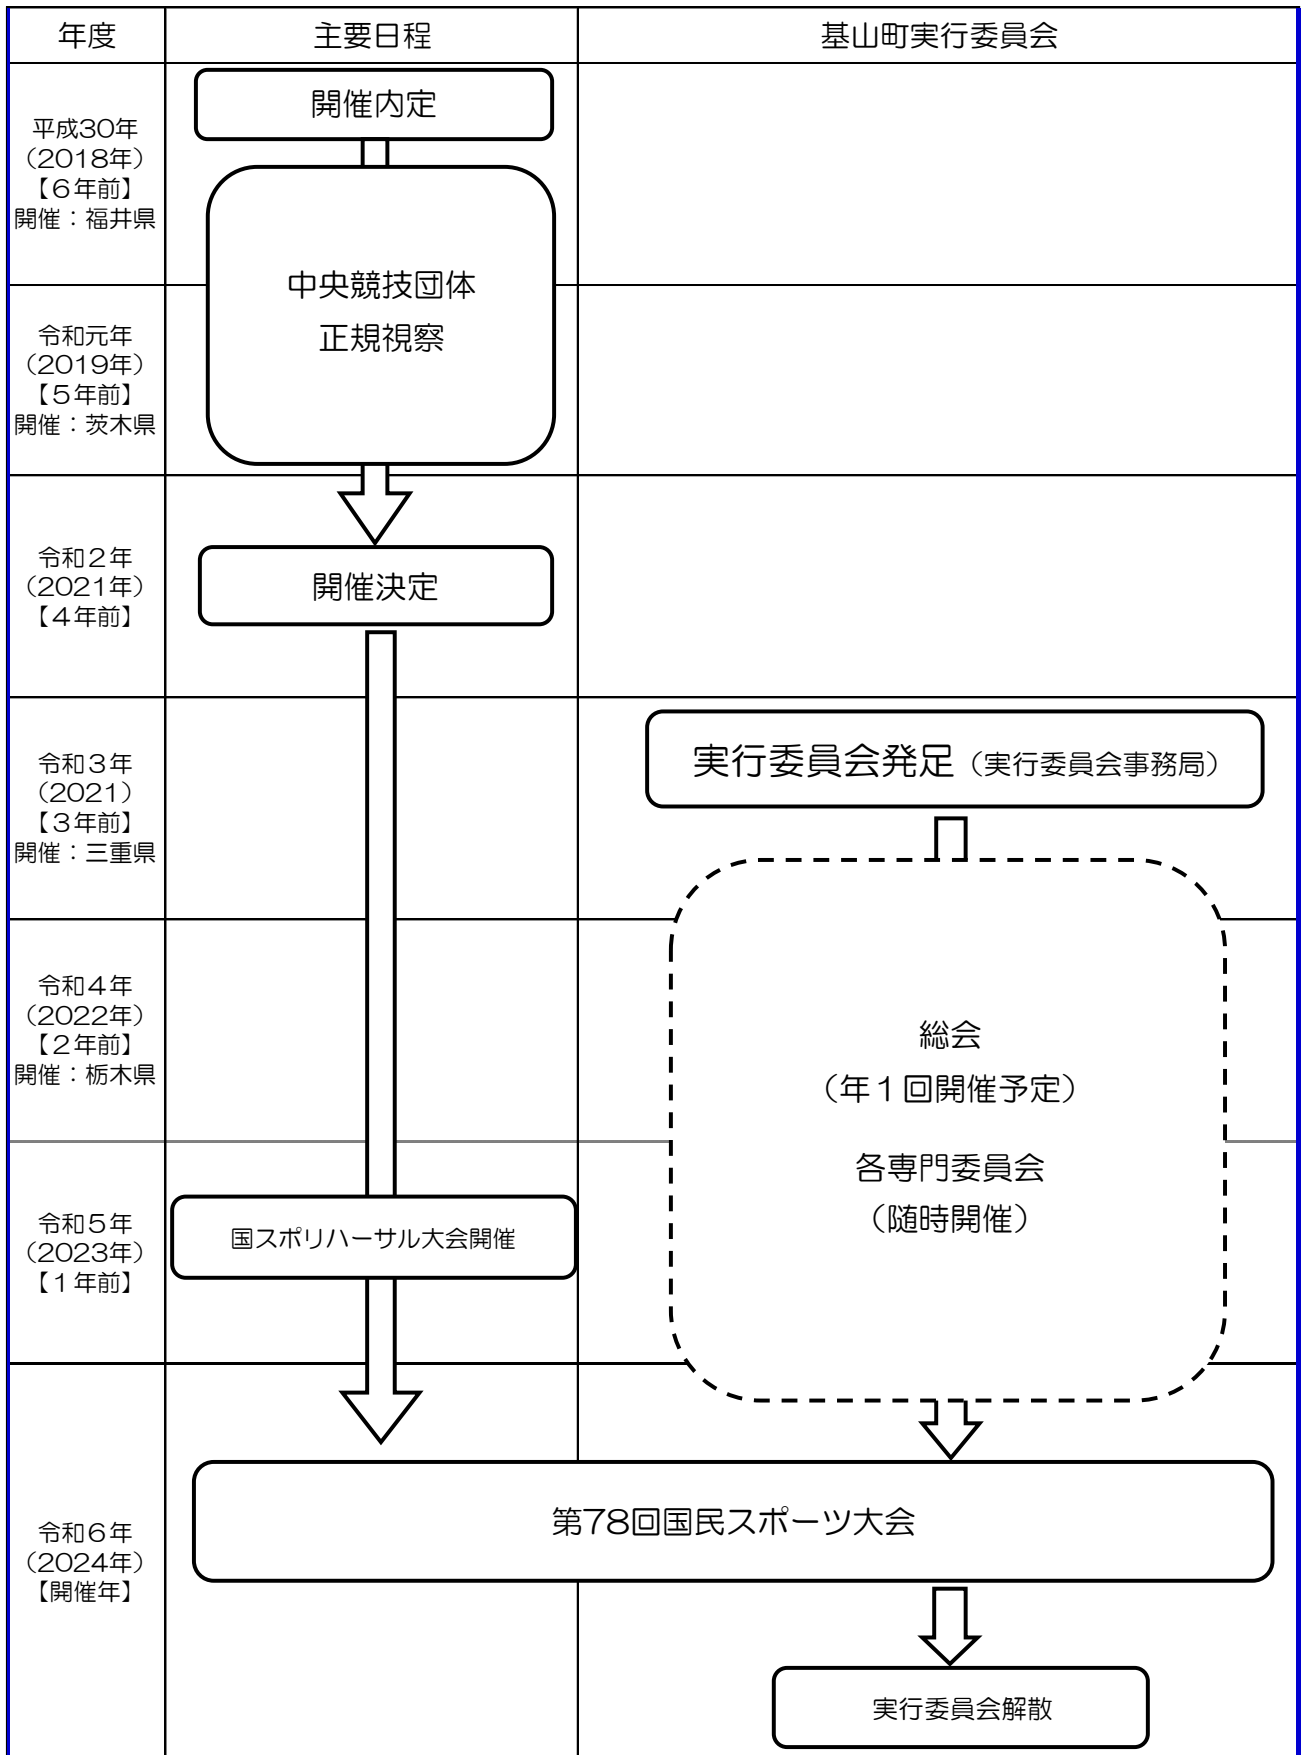 年度
主要日程
基山町実行委員会
平成30年
（2018年）
【６年前】
開催：福井県
開催内定
中央競技団体
正規視察
令和元年
（2019年）
【５年前】
開催：茨木県
令和２年
（2021年）
【４年前】
開催決定
令和３年
（2021）
【３年前】
開催：三重県
実行委員会発足（実行委員会事務局）
令和４年
（2022年）
【２年前】
開催：栃木県
総会
（年１回開催予定）
各専門委員会
（随時開催）
令和５年
（2023年）
【１年前】
国スポリハーサル大会開催
令和６年
（2024年）
【開催年】
第78回国民スポーツ大会
実行委員会解散